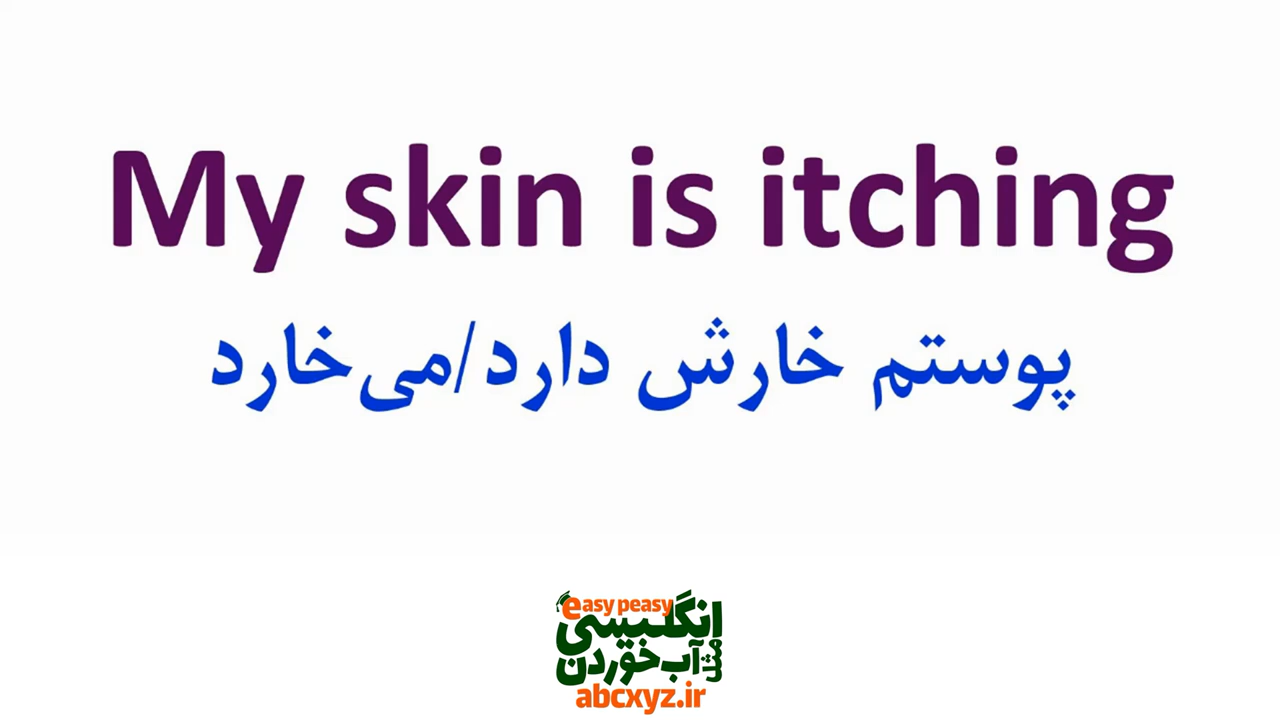 My skin is itching
پوستم خارش دارد/می‌خارد
easy peasy
انگلیسی
مثل آب خوردن
abcxyz.ir